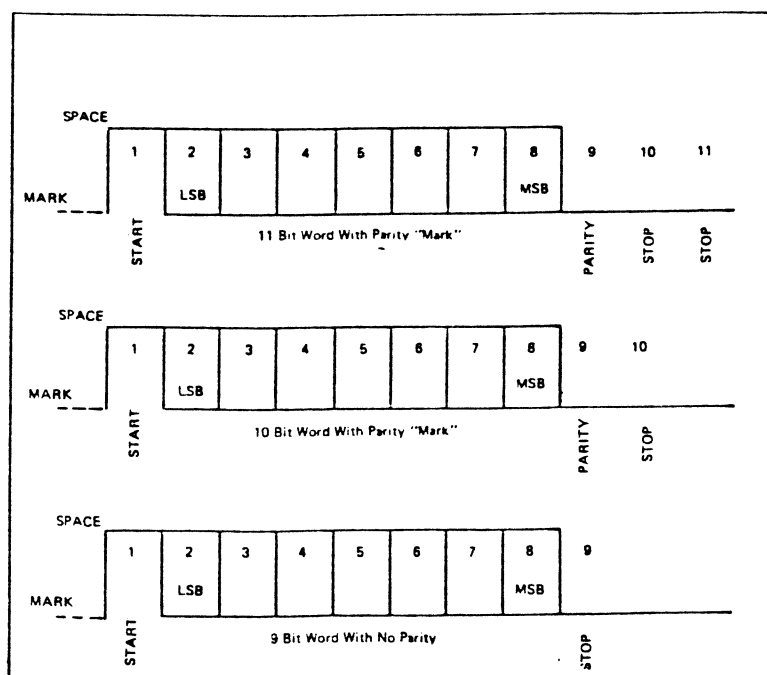 SPACE
1 2 3 4 5 6 7 8 9 10 11
LSB MSB
MARK
START
11 Bit Word With Parity "Mark"
PARITY
STOP
STOP
SPACE
1 2 3 4 5 6 7 8 9 10
LSB MSB
MARK
START
10 Bit Word With Parity "Mark"
PARITY
STOP
SPACE
1 2 3 4 5 6 7 8 9
LSB MSB
MARK
START
9 Bit Word With No Parity
STOP